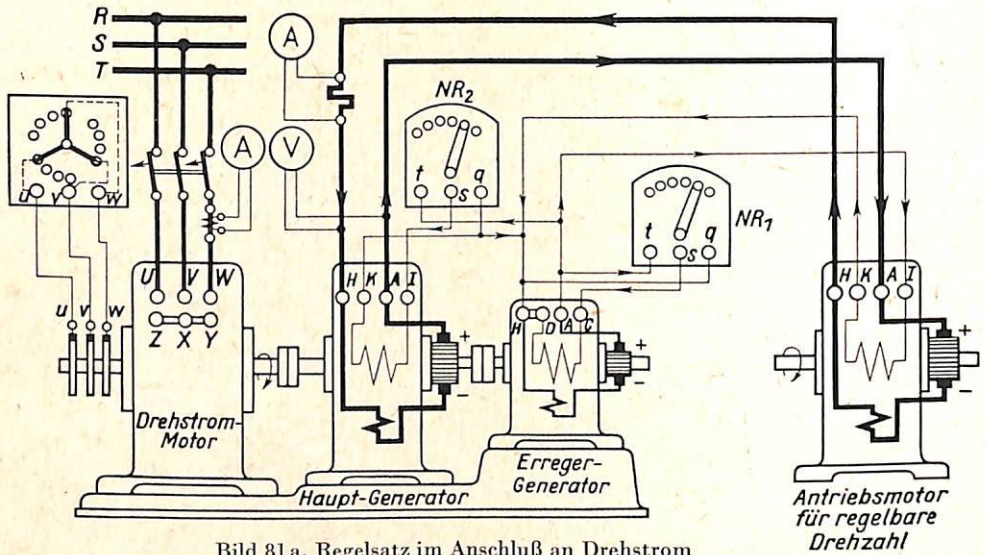 R
S
T
A
A
V
NR2
t
s
q
NR1
t
s
q
u
v
w
U
V
W
Z
X
Y
u
v
w
H
K
A
I
+
-
H
D
A
C
+
-
H
K
A
I
+
-
Drehstrom-
Motor
Haupt-Generator
Erreger-
Generator
Antriebsmotor
für regelbare
Drehzahl
Bild 81a. Regelsatz im Anschluß an Drehstrom